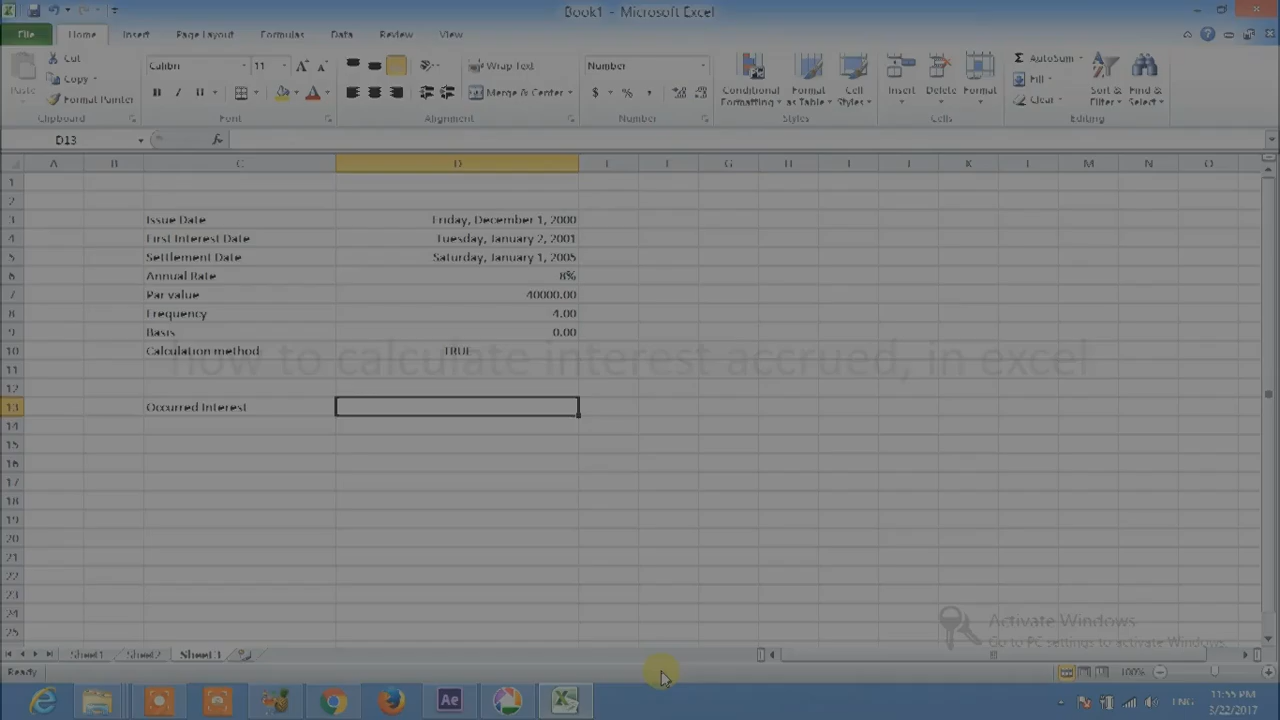 Book1 - Microsoft Excel
File Home Insert Page Layout Formulas Data Review View
Cut
Copy
Format Painter
Paste
Calibri 11
Wrap Text
Merge & Center
Number
$ % ,
Conditional Formatting
Format as Table
Cell Styles
Insert
Delete
Format
AutoSum
Fill
Clear
Sort & Filter
Find & Select
Clipboard Font Alignment Number Styles Cells Editing
D13 fx
A B C D G H K M N O
1
2
3 Issue Date Friday, December 1, 2000
4 First Interest Date Tuesday, January 2, 2001
5 Settlement Date Saturday, January 1, 2005
6 Annual Rate 8%
7 Par value 40000.00
8 Frequency 4.00
9 Basis 0.00
10 Calculation method TRUE
how to calculate interest accrued, in excel
11
12
13 Occurred Interest
14
15
16
17
18
19
20
21
22
23
24
25
Activate Windows
Go to PC settings to activate Windows.
Sheet1 Sheet2 Sheet3
Ready 100%
Ae
ENG
11:55 PM
3/22/2017